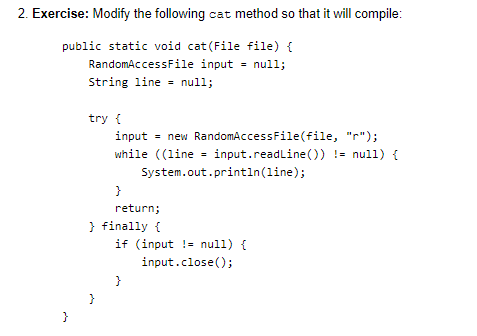 2. Exercise: Modify the following cat method so that it will compile:
public static void cat(File file) {
    RandomAccessFile input = null;
    String line = null;

    try {
        input = new RandomAccessFile(file, "r");
        while ((line = input.readLine()) != null) {
            System.out.println(line);
        }
        return;
    } finally {
        if (input != null) {
            input.close();
        }
    }
}